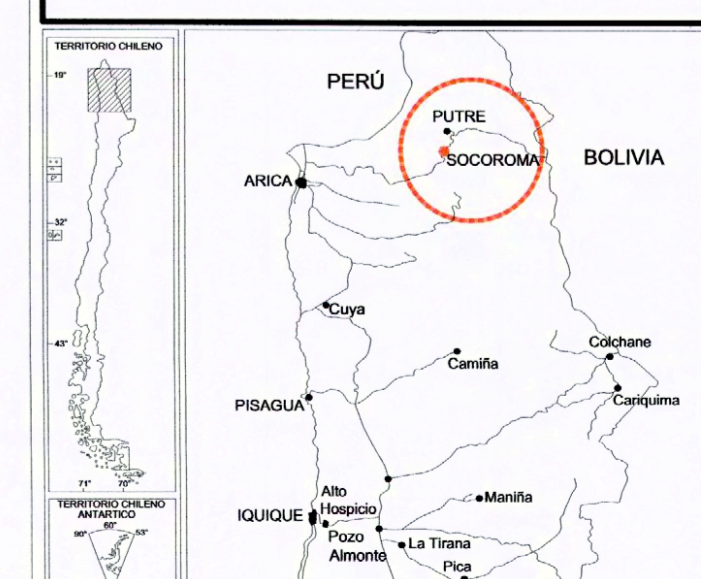 TERRITORIO CHILENO
19°
32°
43°
71° 70°
TERRITORIO CHILENO
ANTARTICO
90° 60° 53°
PERÚ
PUTRE
SOCOROMA
BOLIVIA
ARICA
Cuya
Colchane
Camiña
Cariquima
PISAGUA
Maniña
Alto
Hospicio
IQUIQUE
Pozo
Almonte
La Tirana
Pica